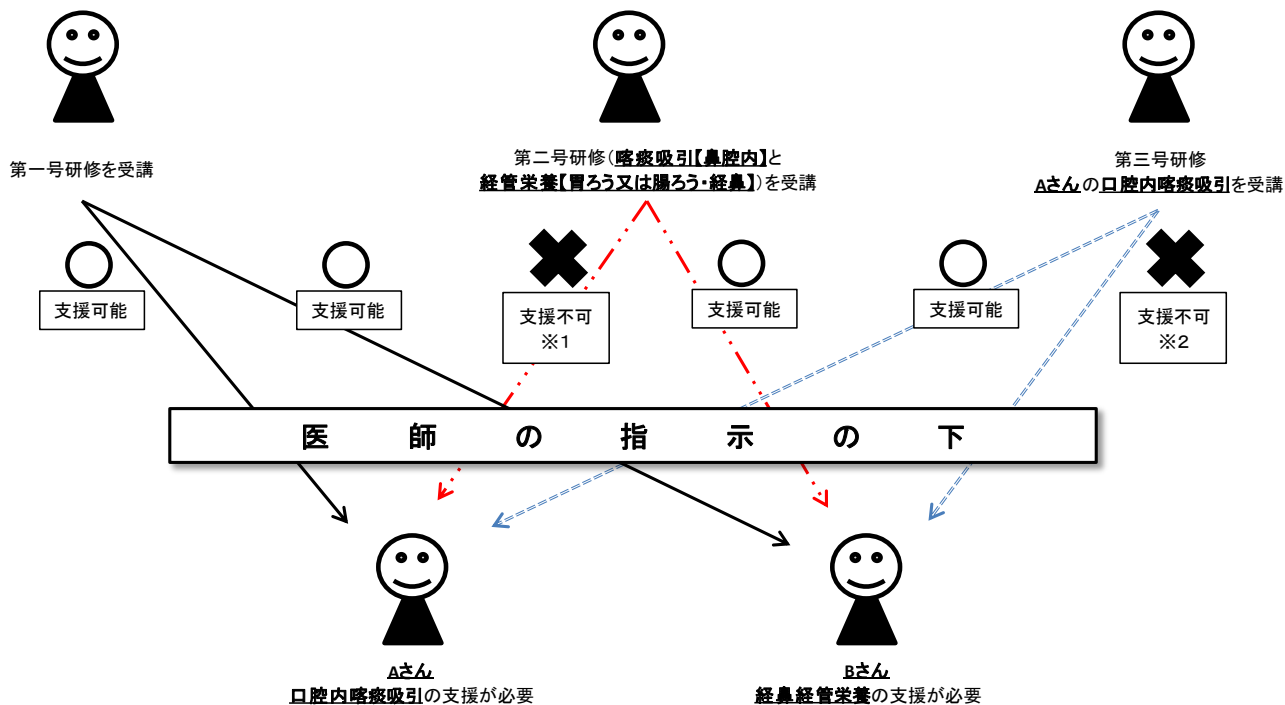 第一号研修を受講
第二号研修(喀痰吸引【鼻腔内】と
経管栄養【胃ろう又は腸ろう・経鼻】)を受講
第三号研修
Aさんの口腔内喀痰吸引を受講
支援可能
支援可能
支援不可
※1
支援可能
支援可能
支援不可
※2
医師の指示の下
Aさん
口腔内喀痰吸引の支援が必要
Bさん
経鼻経管栄養の支援が必要